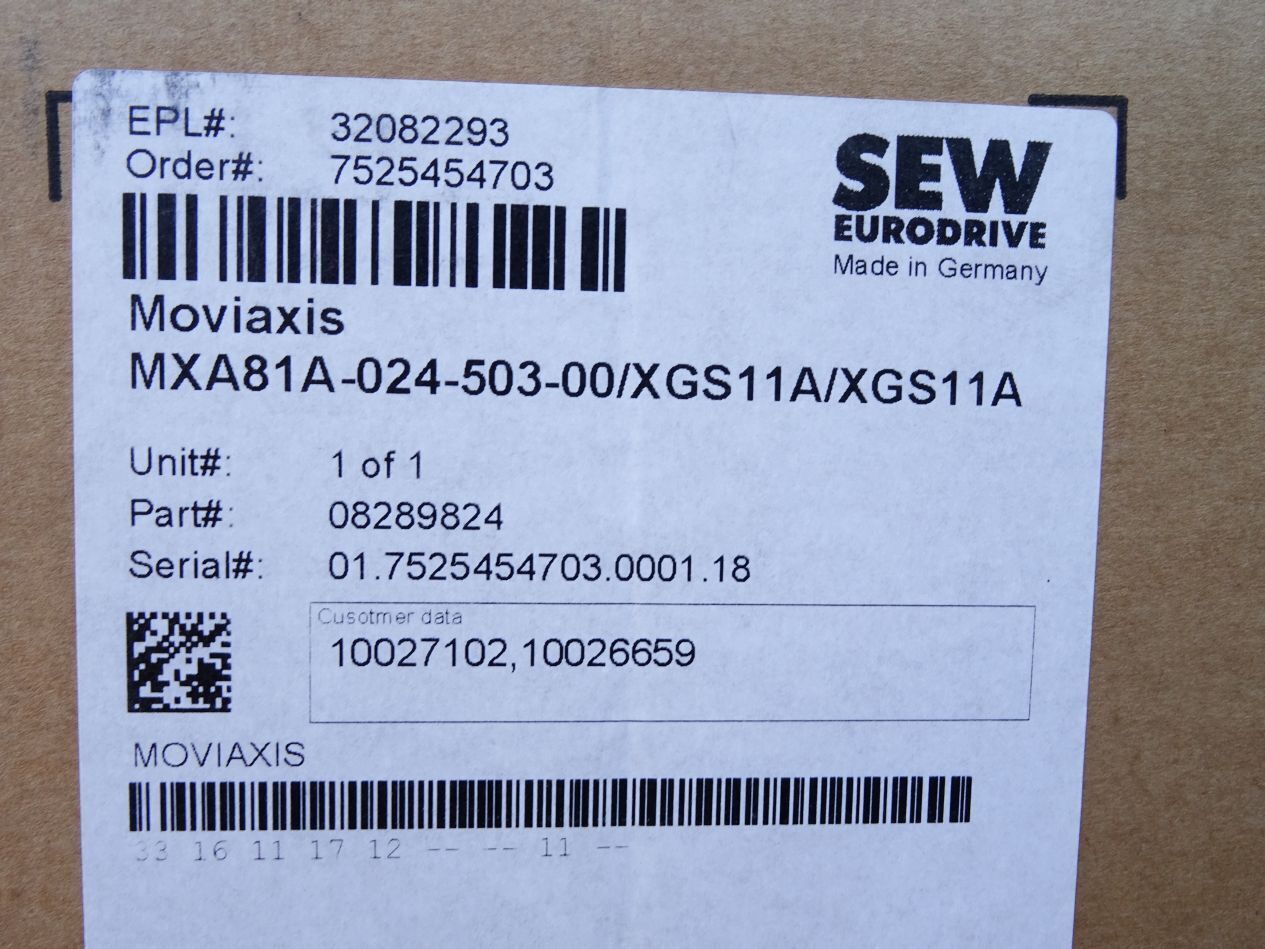 EPL#: 32082293
Order#: 7525454703
SEW
EURODRIVE
Made in Germany
Moviaxis
MXA81A-024-503-00/XGS11A/XGS11A
Unit#: 1 of 1
Part#: 08289824
Serial#: 01.7525454703.0001.18
Cusotmer data
10027102,10026659
MOVIAXIS
33 16 11 17 12 -- -- 11 --